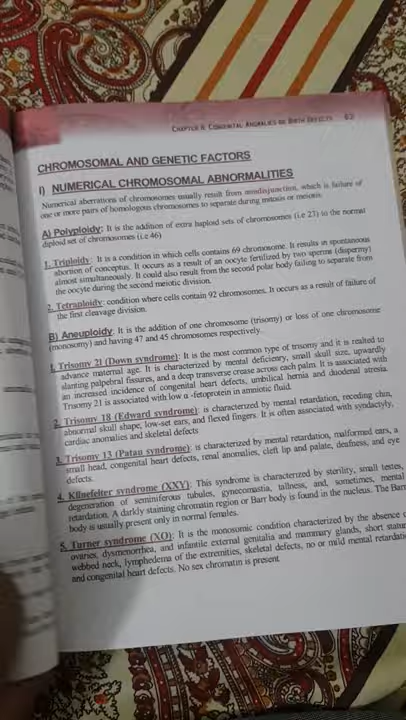 CHAPTER 8: CONGENITAL ANOMALIES OR BIRTH DEFECTS 63
CHROMOSOMAL AND GENETIC FACTORS
I) NUMERICAL CHROMOSOMAL ABNORMALITIES
Numerical aberrations of chromosomes usually result from nondisjunction, which is failure of
one or more pairs of homologous chromosomes to separate during mitosis or meiosis.
A) Polyploidy: It is the addition of extra haploid sets of chromosomes (i.e 23) to the normal
diploid set of chromosomes (i.e 46)
1. Triploidy: It is a condition in which cells contains 69 chromosome. It results in spontaneous
abortion of conceptus. It occurs as a result of an oocyte fertilized by two sperms (dispermy)
almost simultaneously. It could also result from the second polar body failing to separate from
the oocyte during the second meiotic division.
2. Tetraploidy: condition where cells contain 92 chromosomes. It occurs as a result of failure of
the first cleavage division.
B) Aneuploidy: It is the addition of one chromosome (trisomy) or loss of one chromosome
(monosomy) and having 47 and 45 chromosomes respectively.
1. Trisomy 21 (Down syndrome): It is the most common type of trisomy and it is realted to
advance maternal age. It is characterized by mental deficiency, small skull size, upwardly
slanting palpebral fissures, and a deep transverse crease across each palm. It is associated with
an increased incidence of congenital heart defects, umbilical hernia and duodenal atresia.
Trisomy 21 is associated with low α -fetoprotein in amniotic fluid.
2. Trisomy 18 (Edward syndrome): is characterized by mental retardation, receding chin,
abnormal skull shape, low-set ears, and flexed fingers. It is often associated with syndactyly,
cardiac anomalies and skeletal defects
3. Trisomy 13 (Patau syndrome): is characterized by mental retardation, malformed ears, a
small head, congenital heart defects, renal anomalies, cleft lip and palate, deafness, and eye
defects.
4. Klinefelter syndrome (XXY): This syndrome is characterized by sterility, small testes,
degeneration of seminiferous tubules, gynecomastia, tallness, and, sometimes, mental
retardation. A darkly staining chromatin region or Barr body is found in the nucleus. The Barr
body is usually present only in normal females.
5. Turner syndrome (XO): It is the monosomic condition characterized by the absence
ovaries, dysmenorrhea, and infantile external genitalia and mammary glands, short
webbed neck, lymphedema of the extremities, skeletal defects, no or mild mental
and congenital heart defects. No sex chromatin is present